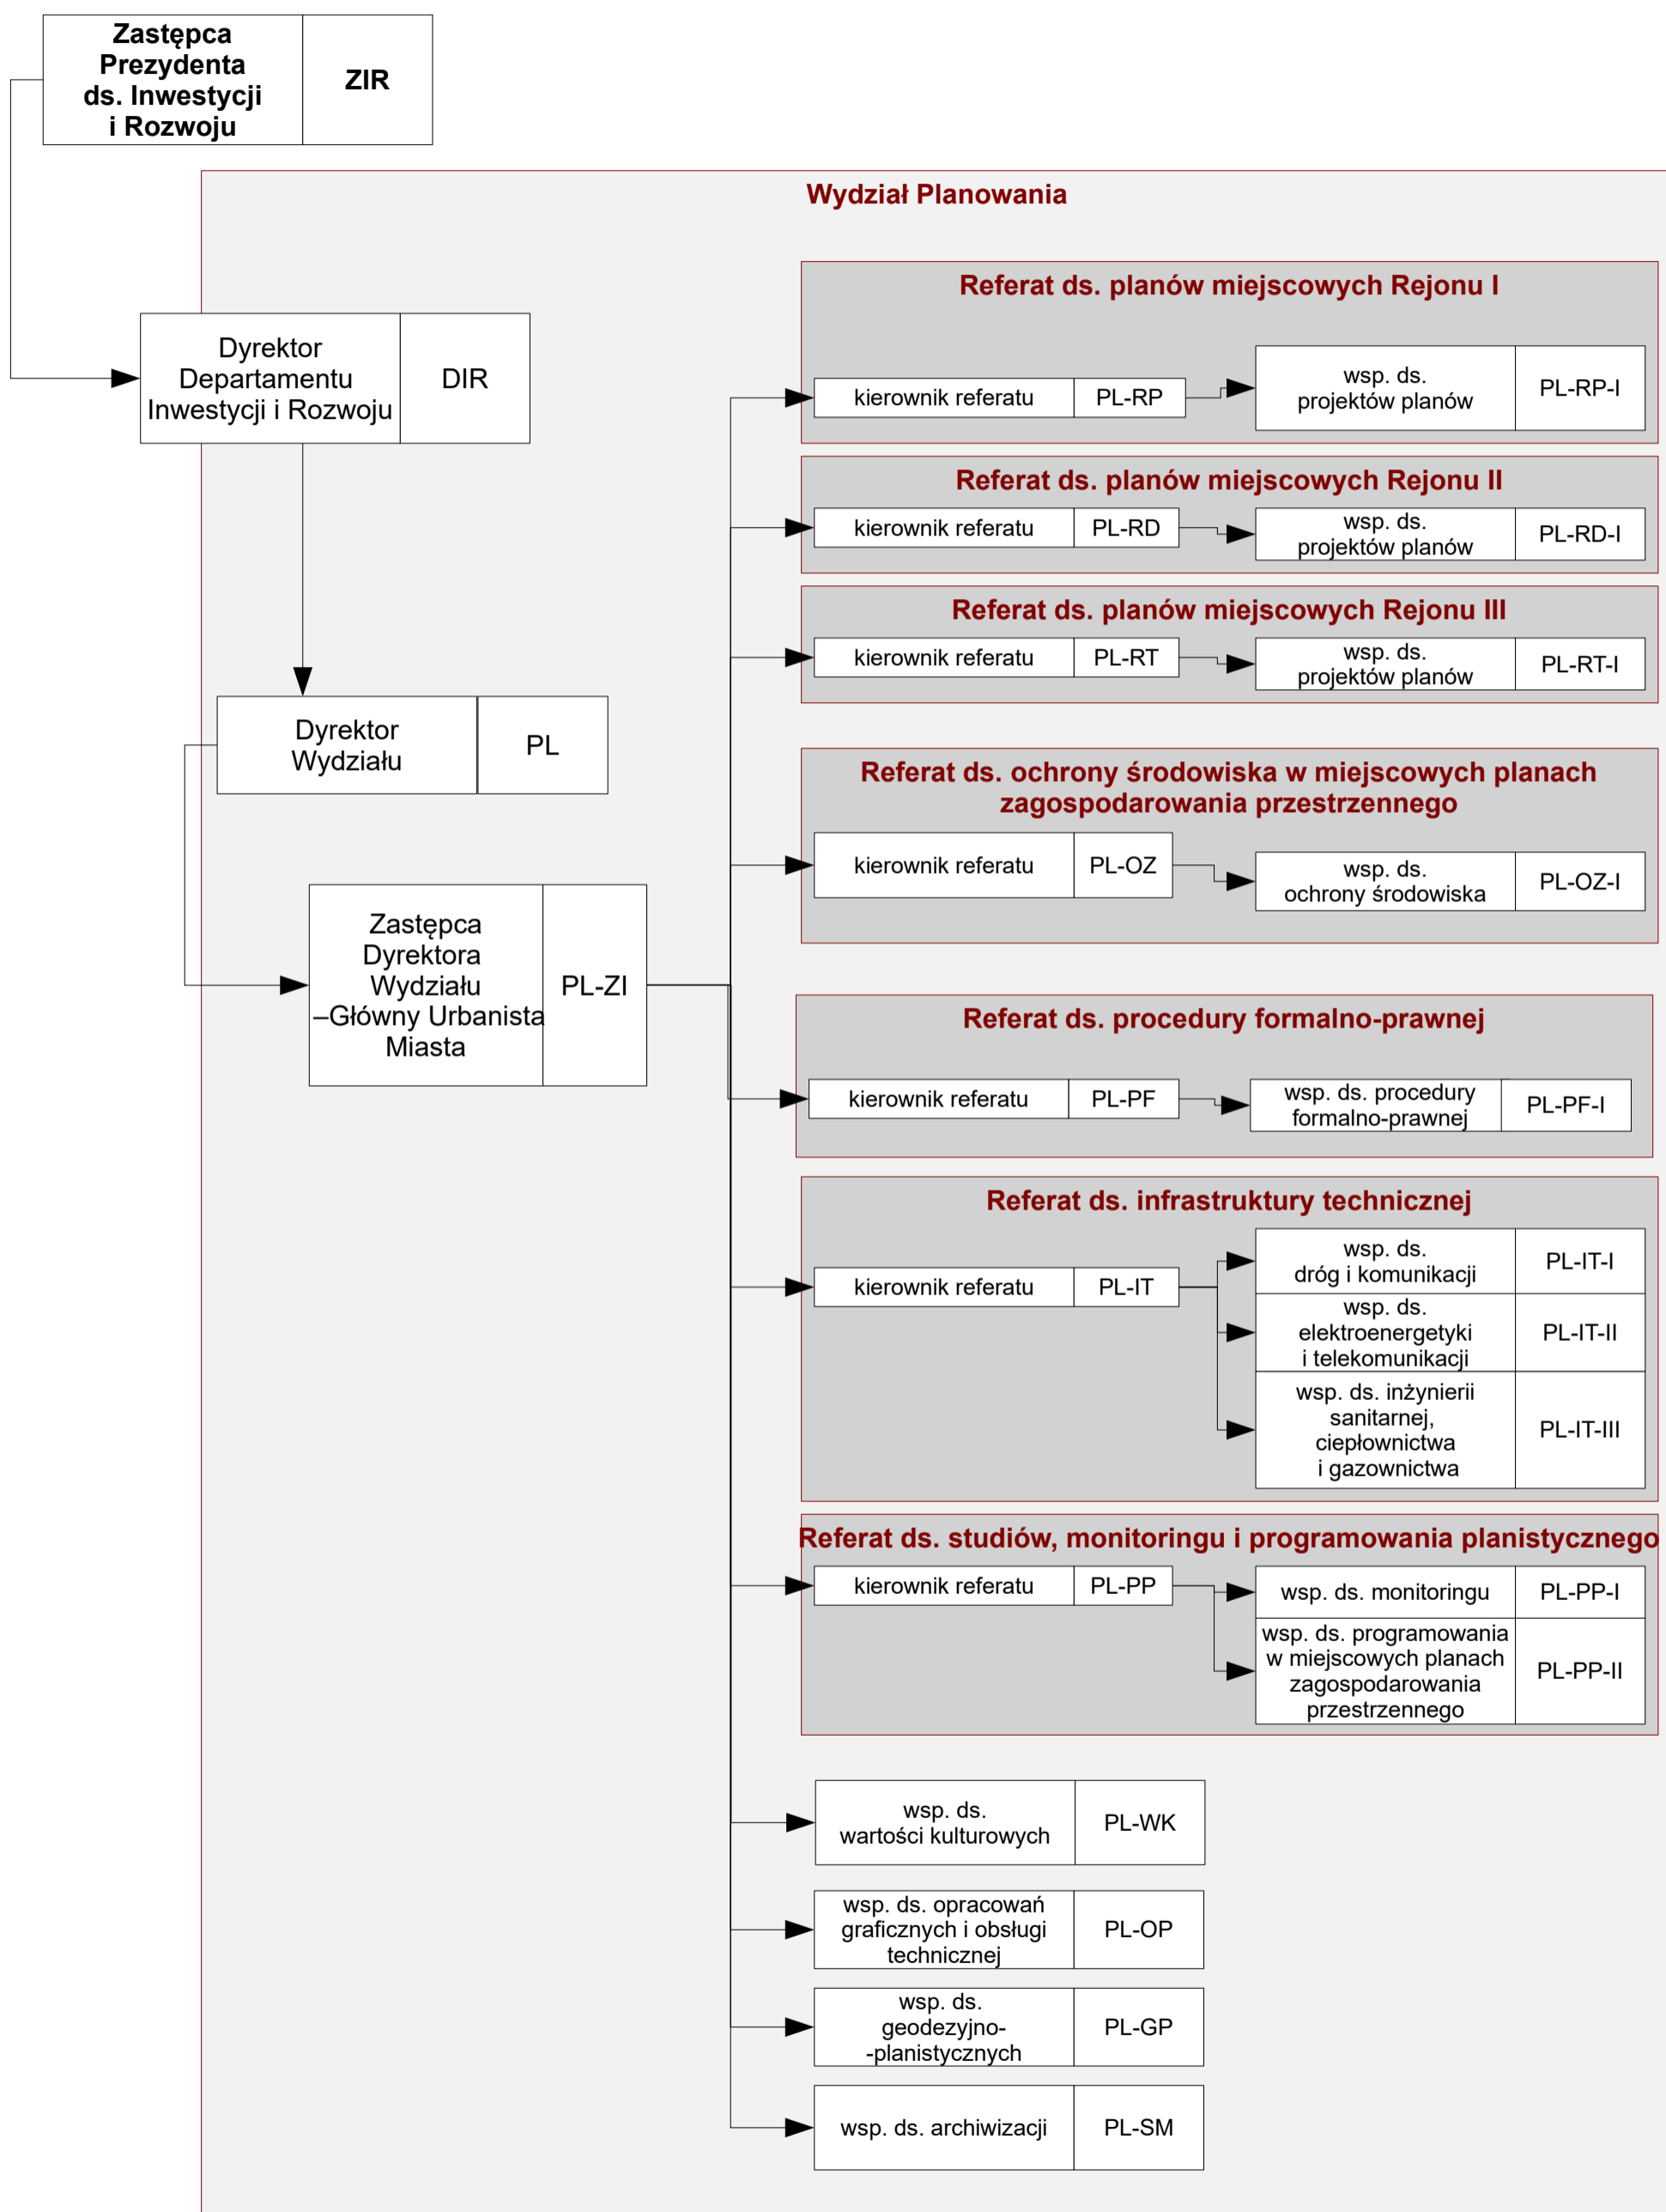 Zastępca
Prezydenta
ds. Inwestycji
i Rozwoju
ZIR
Wydział Planowania
Dyrektor
Departamentu
Inwestycji i Rozwoju
DIR
Dyrektor
Wydziału
PL
Zastępca
Dyrektora
Wydziału
–Główny Urbanista
Miasta
PL-ZI
Referat ds. planów miejscowych Rejonu I
kierownik referatu
PL-RP
wsp. ds.
projektów planów
PL-RP-I
Referat ds. planów miejscowych Rejonu II
kierownik referatu
PL-RD
wsp. ds.
projektów planów
PL-RD-I
Referat ds. planów miejscowych Rejonu III
kierownik referatu
PL-RT
wsp. ds.
projektów planów
PL-RT-I
Referat ds. ochrony środowiska w miejscowych planach
zagospodarowania przestrzennego
kierownik referatu
PL-OZ
wsp. ds.
ochrony środowiska
PL-OZ-I
Referat ds. procedury formalno-prawnej
kierownik referatu
PL-PF
wsp. ds. procedury
formalno-prawnej
PL-PF-I
Referat ds. infrastruktury technicznej
kierownik referatu
PL-IT
wsp. ds.
dróg i komunikacji
PL-IT-I
wsp. ds.
elektroenergetyki
i telekomunikacji
PL-IT-II
wsp. ds. inżynierii
sanitarnej,
ciepłownictwa
i gazownictwa
PL-IT-III
Referat ds. studiów, monitoringu i programowania planistycznego
kierownik referatu
PL-PP
wsp. ds. monitoringu
PL-PP-I
wsp. ds. programowania
w miejscowych planach
zagospodarowania
przestrzennego
PL-PP-II
wsp. ds.
wartości kulturowych
PL-WK
wsp. ds. opracowań
graficznych i obsługi
technicznej
PL-OP
wsp. ds.
geodezyjno-
-planistycznych
PL-GP
wsp. ds. archiwizacji
PL-SM